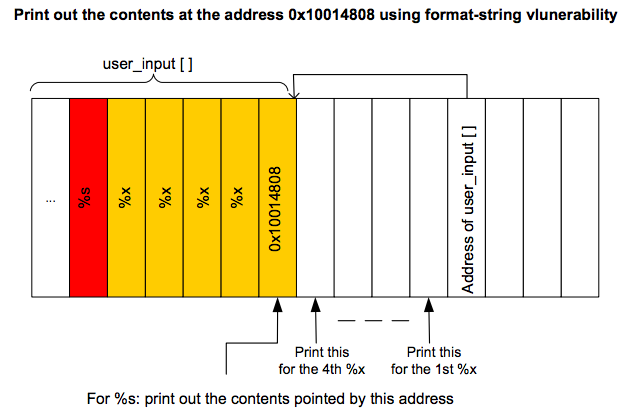 Print out the contents at the address 0x10014808 using format-string vlunerability
user_input [ ]
...
%s
%x
%x
%x
%x
0x10014808
Address of user_input [ ]
Print this
for the 4th %x
Print this
for the 1st %x
For %s: print out the contents pointed by this address